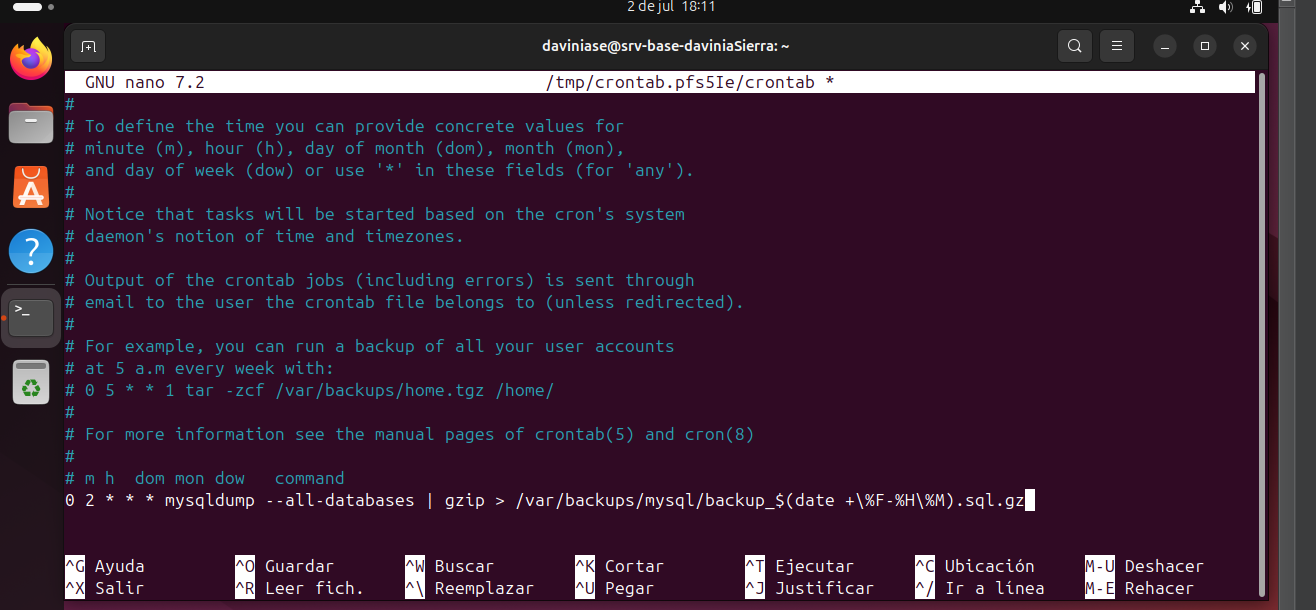 2 de jul 18:11
daviniase@srv-base-daviniaSierra: ~
GNU nano 7.2 /tmp/crontab.pfs5Ie/crontab *
#
# To define the time you can provide concrete values for
# minute (m), hour (h), day of month (dom), month (mon),
# and day of week (dow) or use '*' in these fields (for 'any').
#
# Notice that tasks will be started based on the cron's system
# daemon's notion of time and timezones.
#
# Output of the crontab jobs (including errors) is sent through
# email to the user the crontab file belongs to (unless redirected).
#
# For example, you can run a backup of all your user accounts
# at 5 a.m every week with:
# 0 5 * * 1 tar -zcf /var/backups/home.tgz /home/
#
# For more information see the manual pages of crontab(5) and cron(8)
#
# m h  dom mon dow   command
0 2 * * * mysqldump --all-databases | gzip > /var/backups/mysql/backup_$(date +\%F-%H\%M).sql.gz
^G Ayuda ^O Guardar ^W Buscar ^K Cortar ^T Ejecutar ^C Ubicación M-U Deshacer
^X Salir ^R Leer fich. ^\ Reemplazar ^U Pegar ^J Justificar ^/ Ir a línea M-E Rehacer